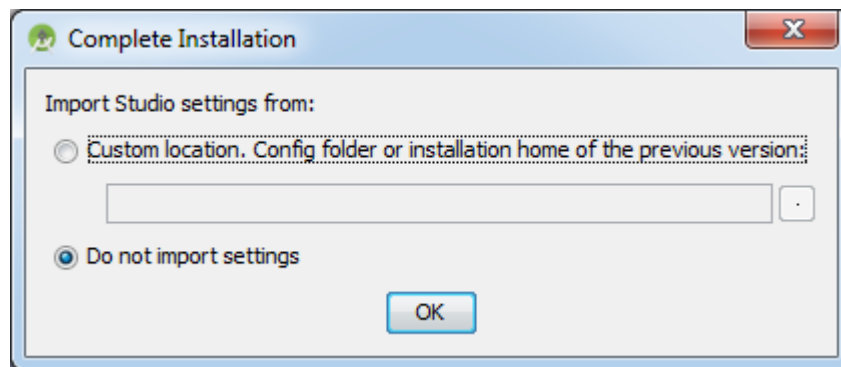 Complete Installation
Import Studio settings from:
Custom location. Config folder or installation home of the previous version:
Do not import settings
OK